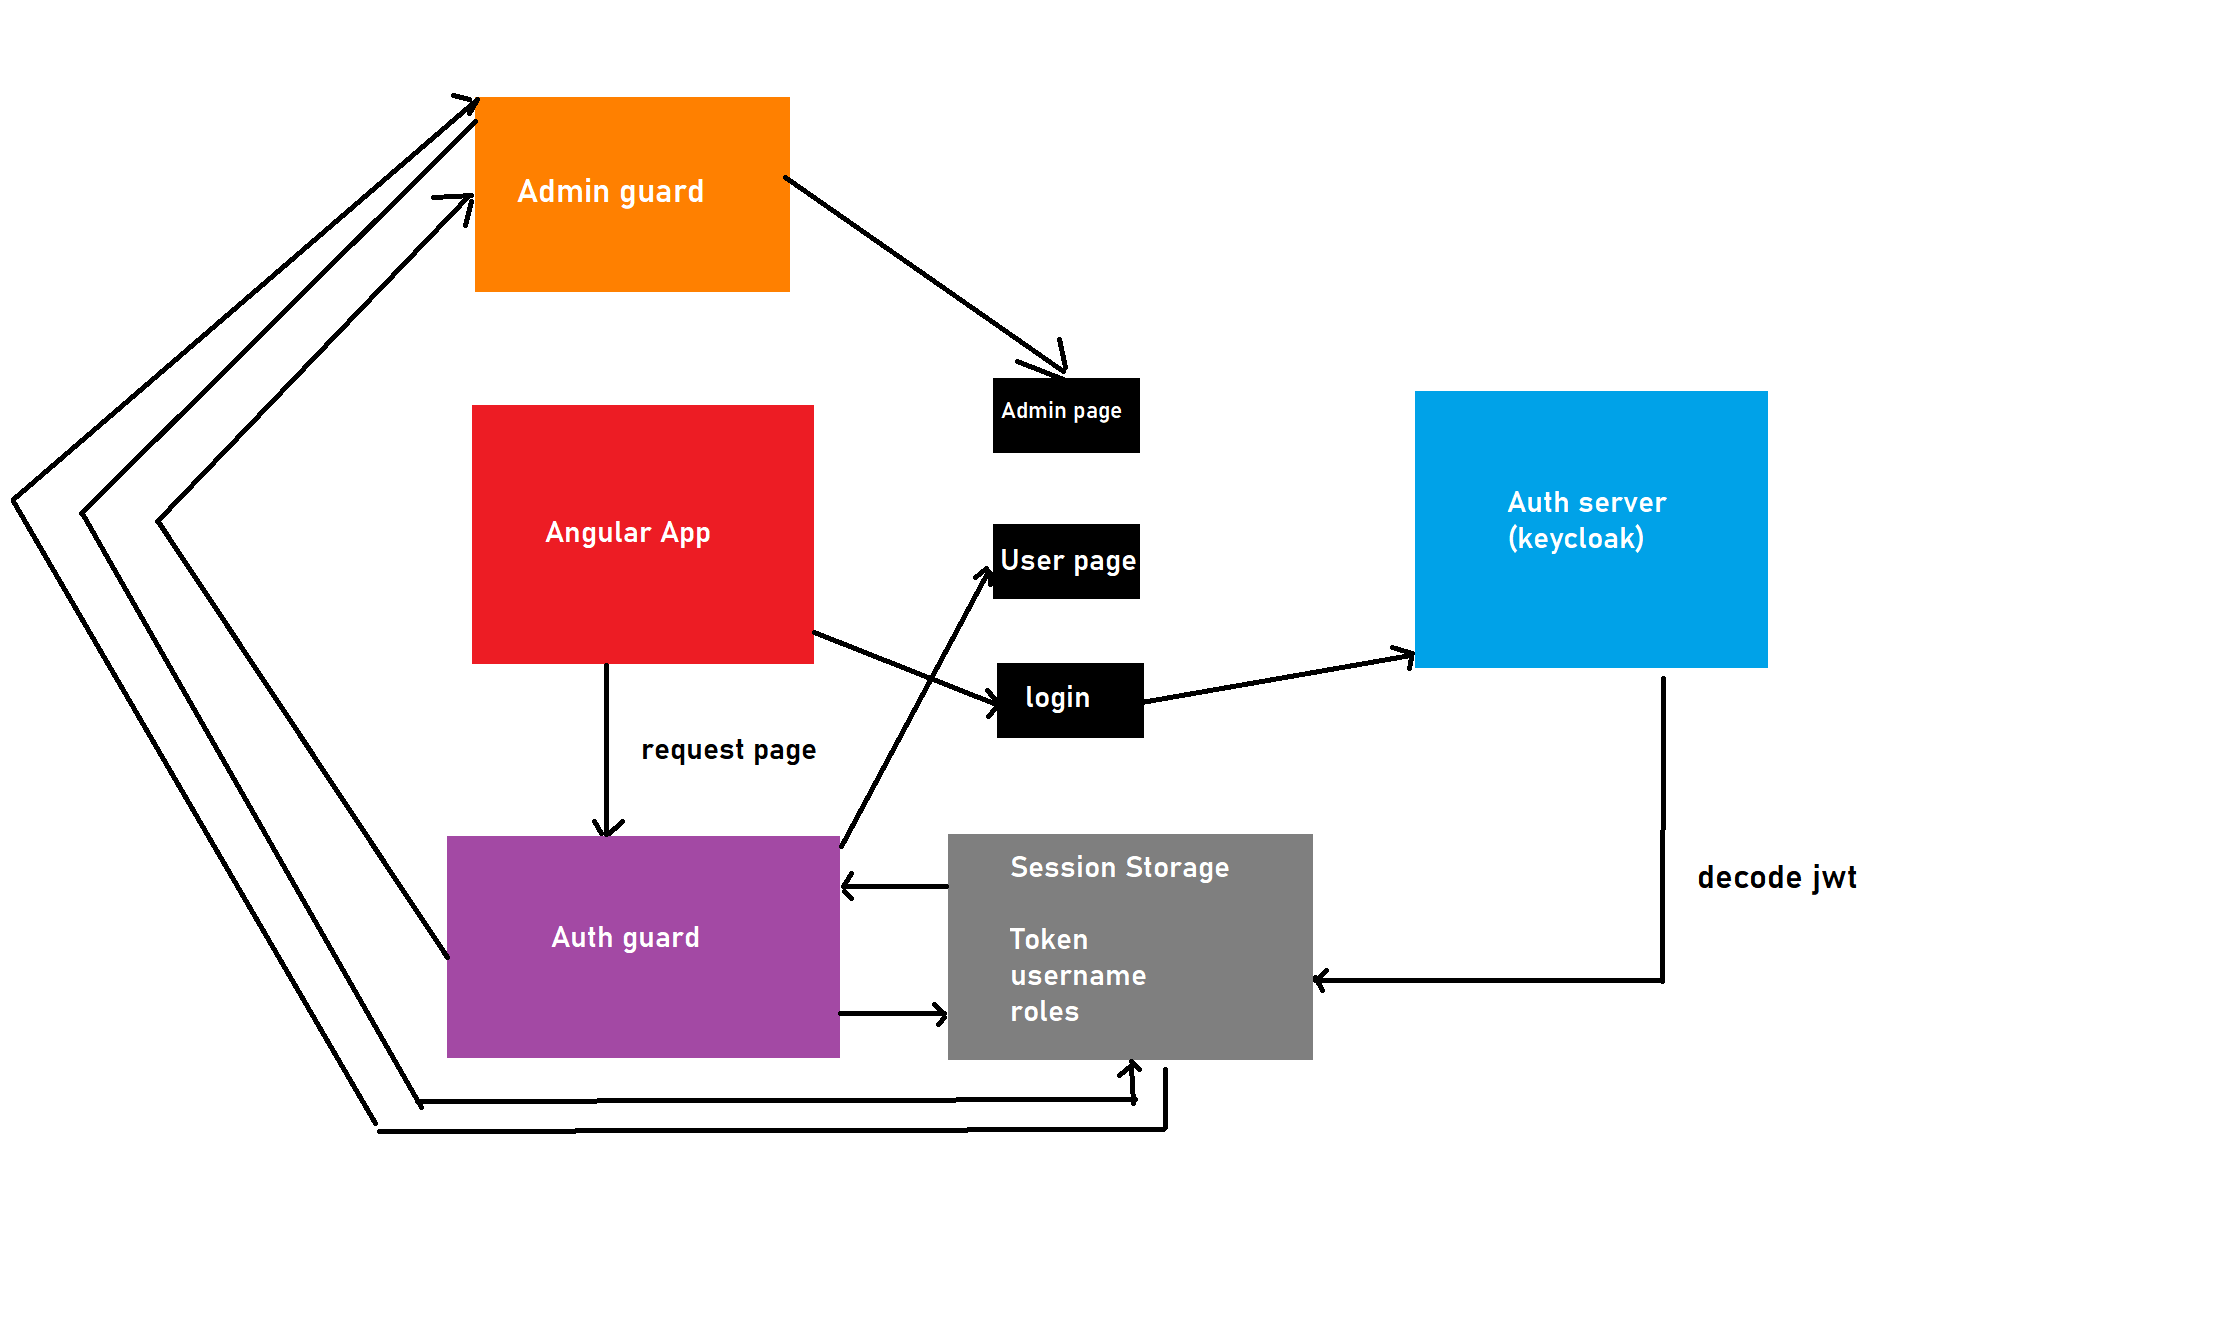 Admin guard
Admin page
Angular App
Auth server
(keycloak)
User page
login
request page
Session Storage
decode jwt
Auth guard
Token
username
roles